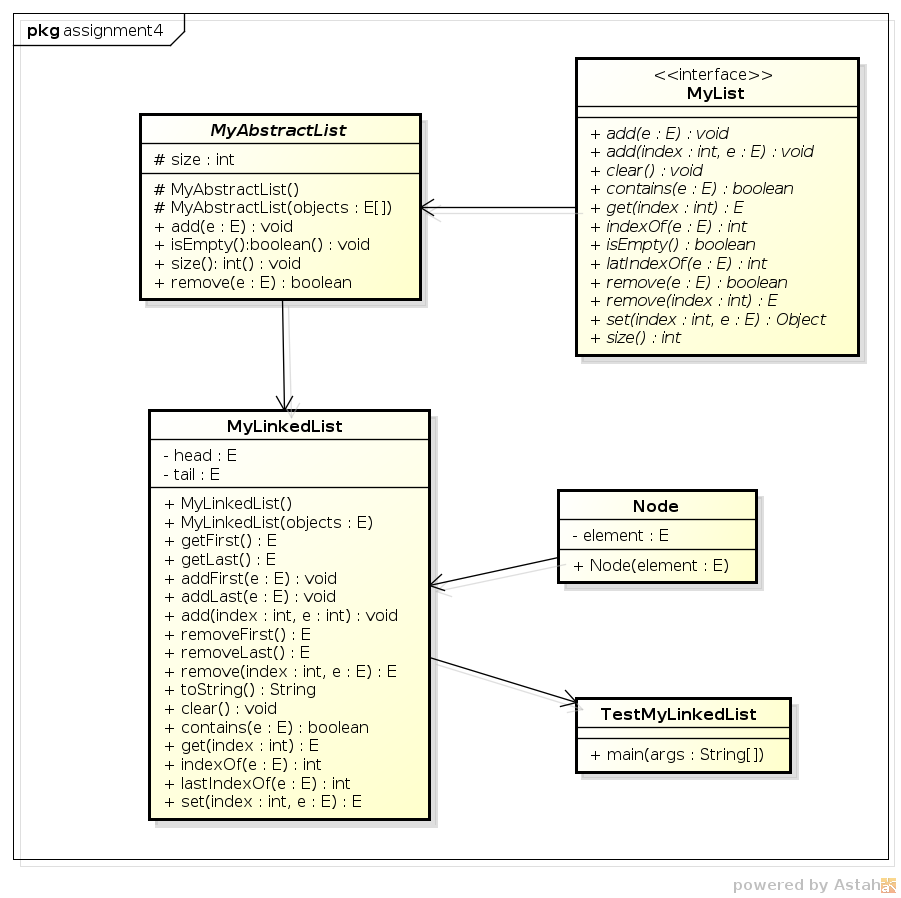 pkg assignment4
MyAbstractList
# size : int
# MyAbstractList()
# MyAbstractList(objects : E[])
+ add(e : E) : void
+ isEmpty():boolean() : void
+ size(): int() : void
+ remove(e : E) : boolean
<<interface>>
MyList
+ add(e : E) : void
+ add(index : int, e : E) : void
+ clear() : void
+ contains(e : E) : boolean
+ get(index : int) : E
+ indexOf(e : E) : int
+ isEmpty() : boolean
+ latIndexOf(e : E) : int
+ remove(e : E) : boolean
+ remove(index : int) : E
+ set(index : int, e : E) : Object
+ size() : int
MyLinkedList
- head : E
- tail : E
+ MyLinkedList()
+ MyLinkedList(objects : E)
+ getFirst() : E
+ getLast() : E
+ addFirst(e : E) : void
+ addLast(e : E) : void
+ add(index : int, e : int) : void
+ removeFirst() : E
+ removeLast() : E
+ remove(index : int, e : E) : E
+ toString() : String
+ clear() : void
+ contains(e : E) : boolean
+ get(index : int) : E
+ indexOf(e : E) : int
+ lastIndexOf(e : E) : int
+ set(index : int, e : E) : E
Node
- element : E
+ Node(element : E)
TestMyLinkedList
+ main(args : String[])
powered by Astah